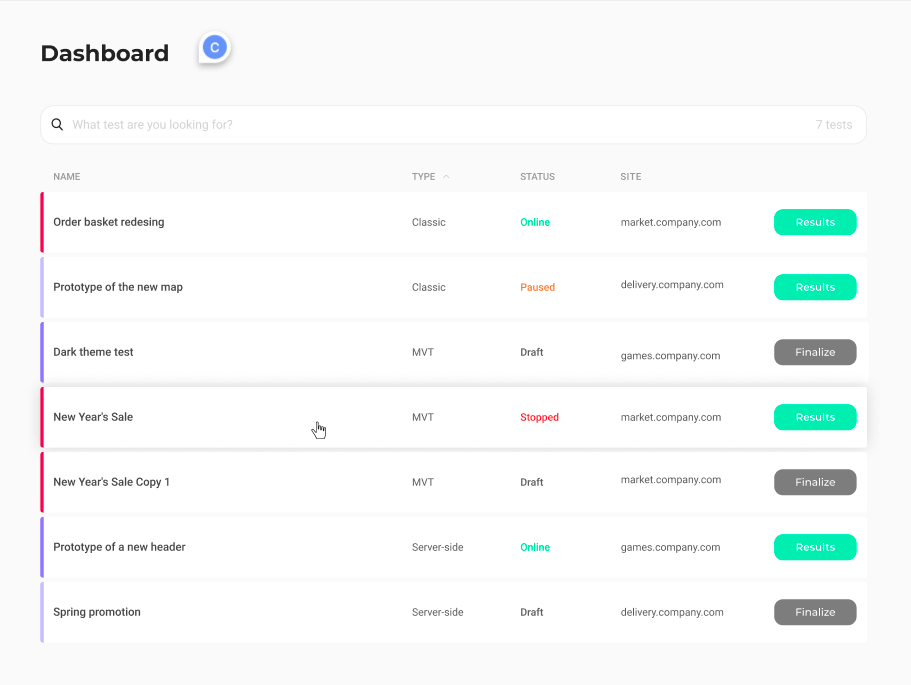 Dashboard C
What test are you looking for? 7 tests
NAME TYPE STATUS SITE
Order basket redesing Classic Online market.company.com Results
Prototype of the new map Classic Paused delivery.company.com Results
Dark theme test MVT Draft games.company.com Finalize
New Year's Sale MVT Stopped market.company.com Results
New Year's Sale Copy 1 MVT Draft market.company.com Finalize
Prototype of a new header Server-side Online games.company.com Results
Spring promotion Server-side Draft delivery.company.com Finalize